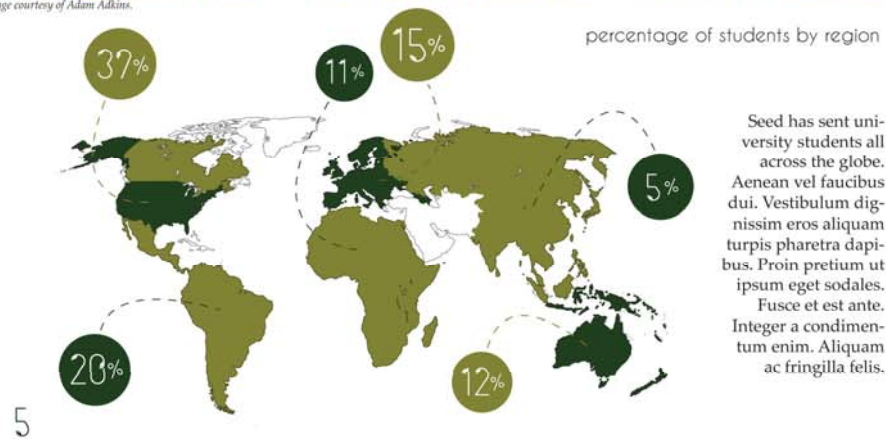 ge courtesy of Adam Adkins.
percentage of students by region
37%
11%
15%
5%
20%
12%
Seed has sent uni-
versity students all
across the globe.
Aenean vel faucibus
dui. Vestibulum dig-
nissim eros aliquam
turpis pharetra dapi-
bus. Proin pretium ut
ipsum eget sodales.
Fusce et est ante.
Integer a condimen-
tum enim. Aliquam
ac fringilla felis.
5